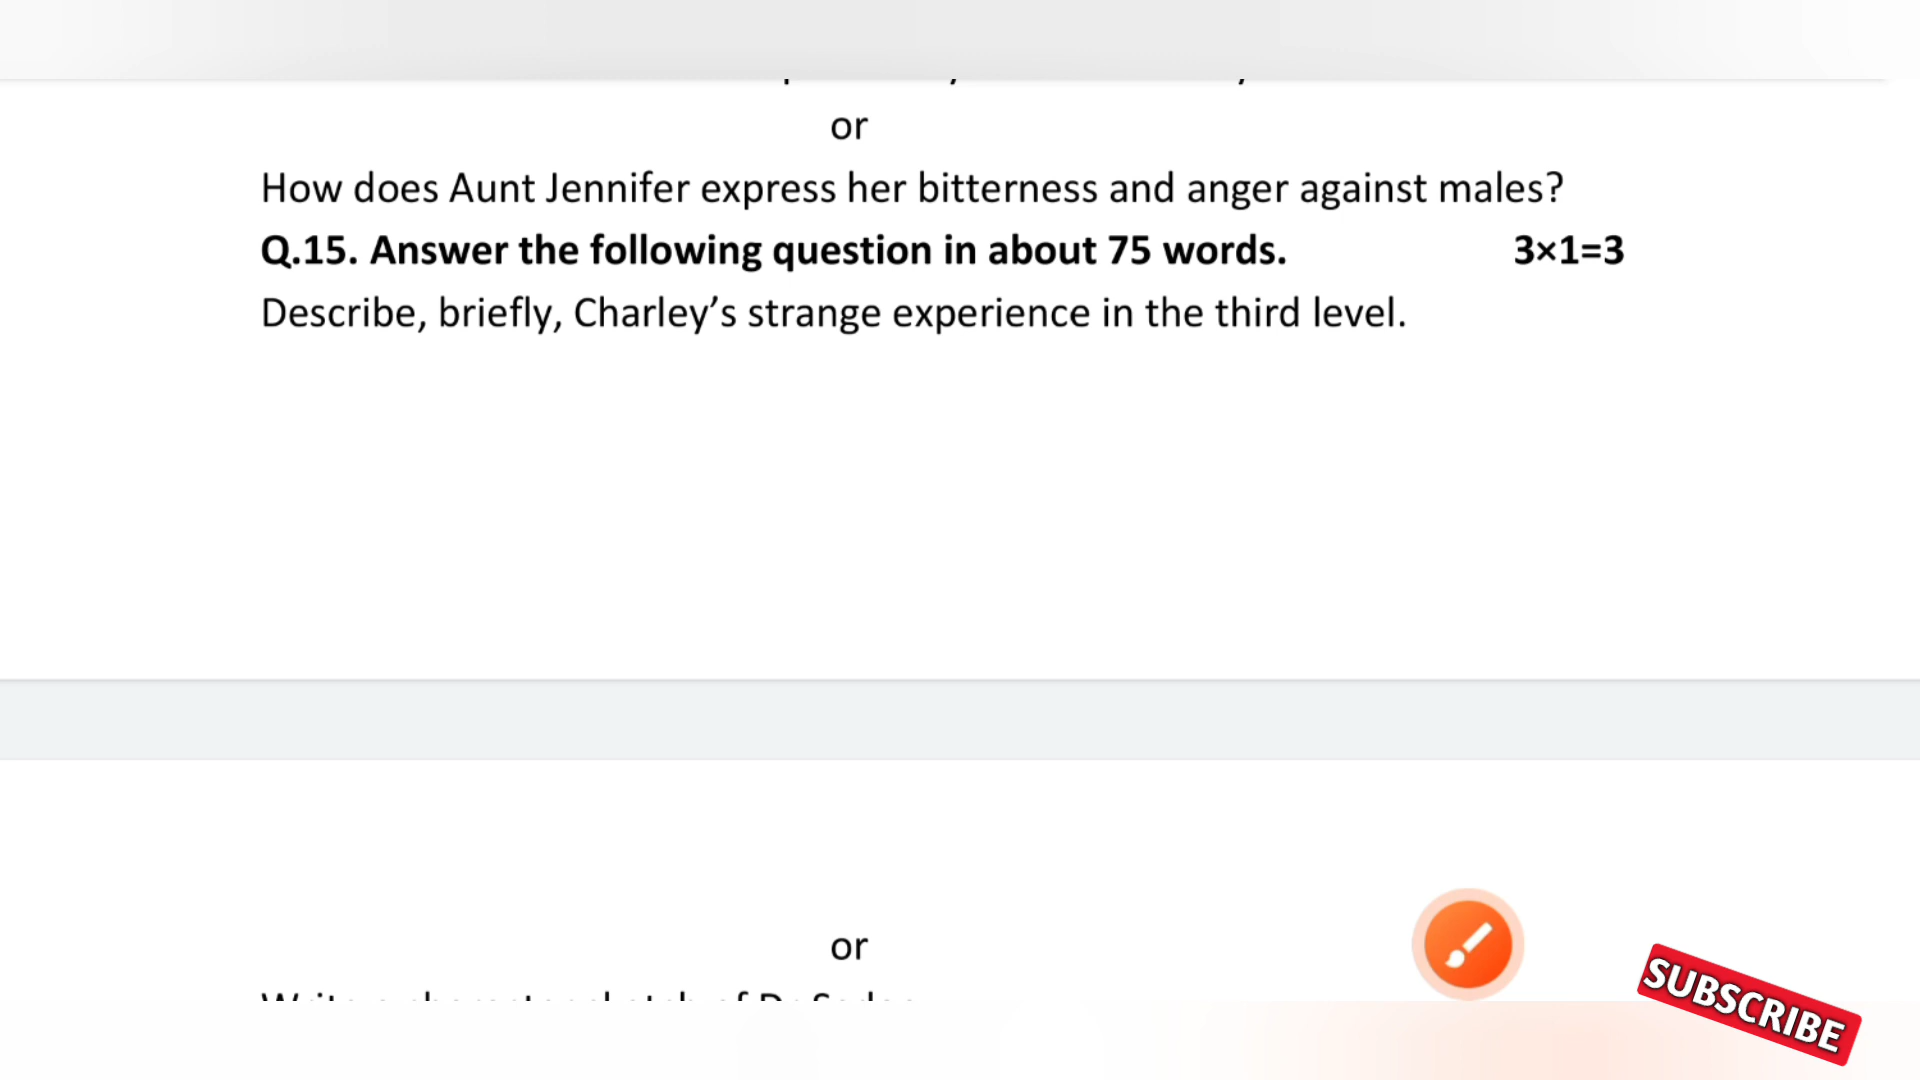 or
How does Aunt Jennifer express her bitterness and anger against males?
Q.15. Answer the following question in about 75 words. 3×1=3
Describe, briefly, Charley’s strange experience in the third level.
or
SUBSCRIBE